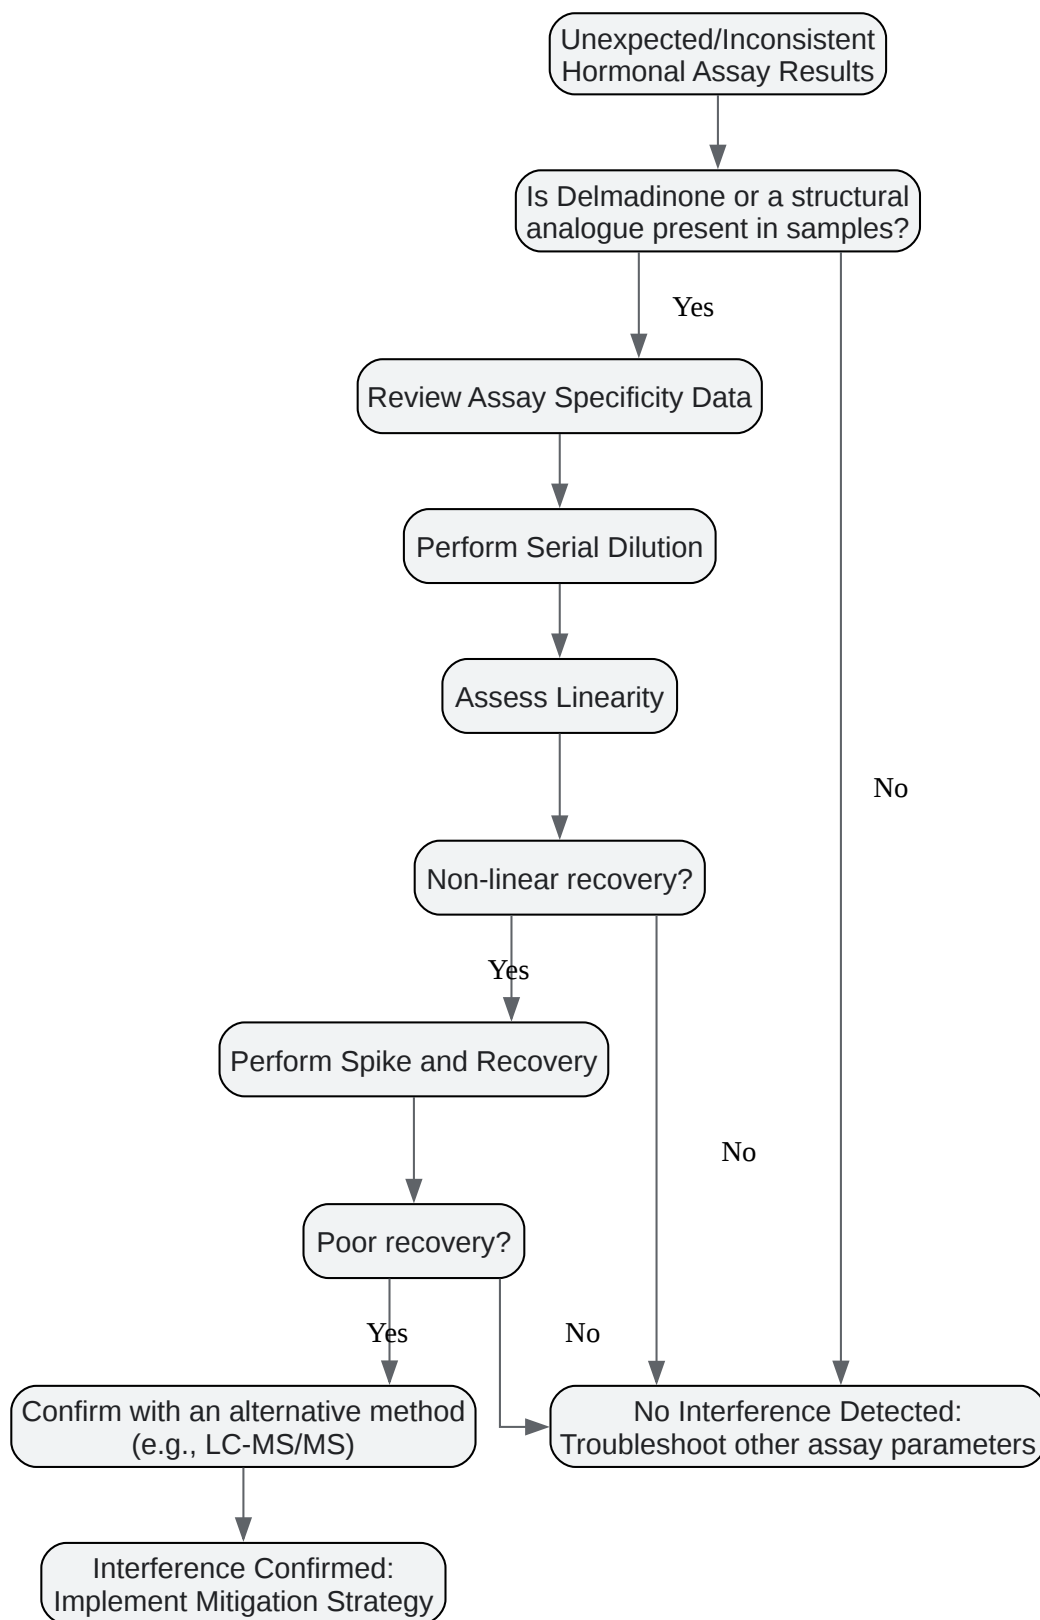 Unexpected/Inconsistent
Hormonal Assay Results
Is Delmadinone or a structural
analogue present in samples?
Yes
Review Assay Specificity Data
Perform Serial Dilution
Assess Linearity
No
Non-linear recovery?
Yes
Perform Spike and Recovery
No
Poor recovery?
Yes
No
Confirm with an alternative method
(e.g., LC-MS/MS)
No Interference Detected:
Troubleshoot other assay parameters
Interference Confirmed:
Implement Mitigation Strategy